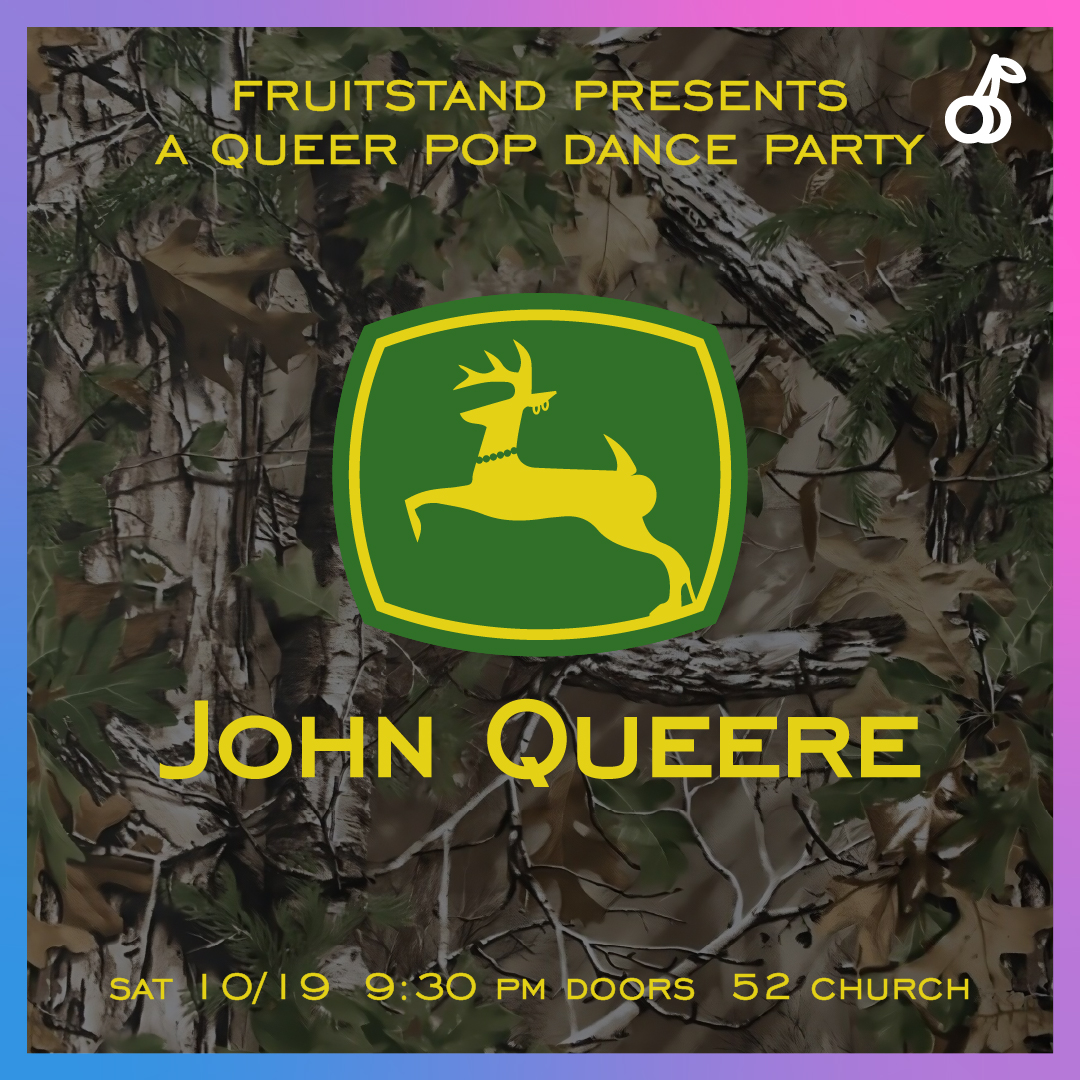 FRUITSTAND PRESENTS
A QUEER POP DANCE PARTY
JOHN QUEERE
SAT 10/19 9:30 PM DOORS 52 CHURCH